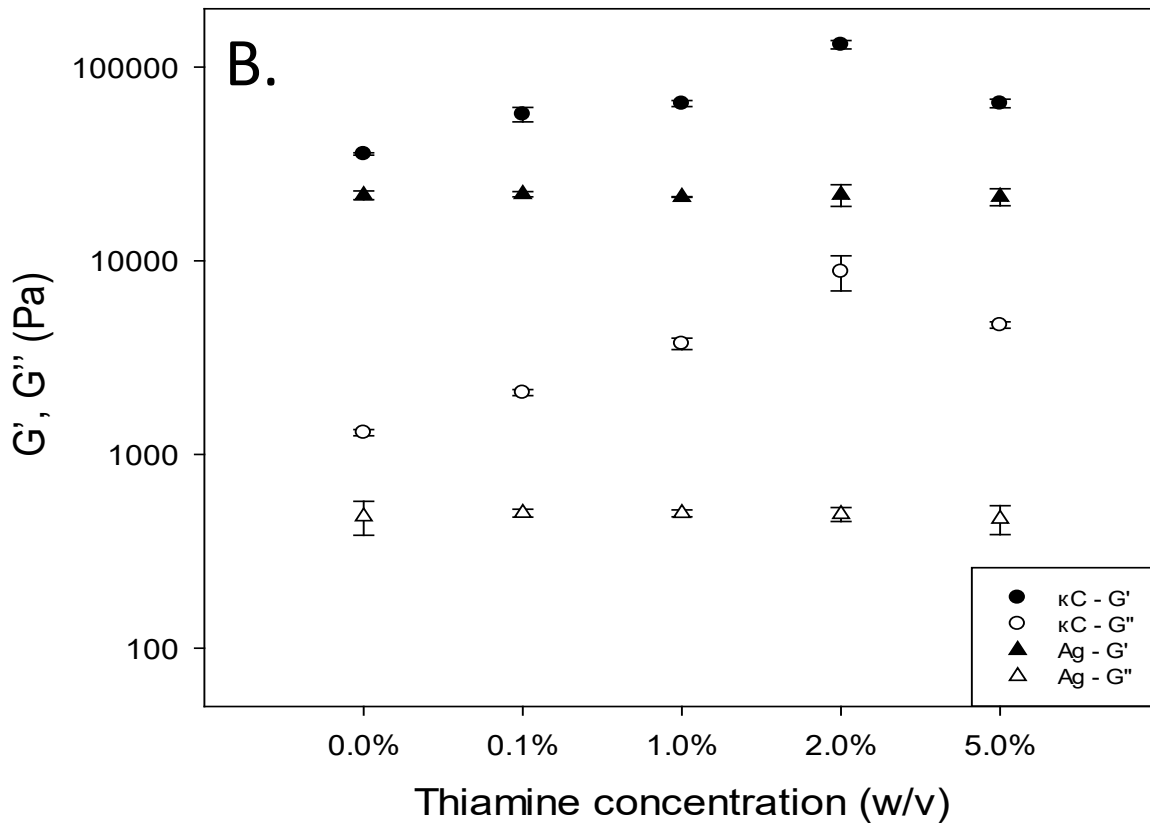 B.
100000
10000
1000
100
G', G'' (Pa)
0.0% 0.1% 1.0% 2.0% 5.0%
Thiamine concentration (w/v)
κC - G'
κC - G"
Ag - G'
Ag - G"